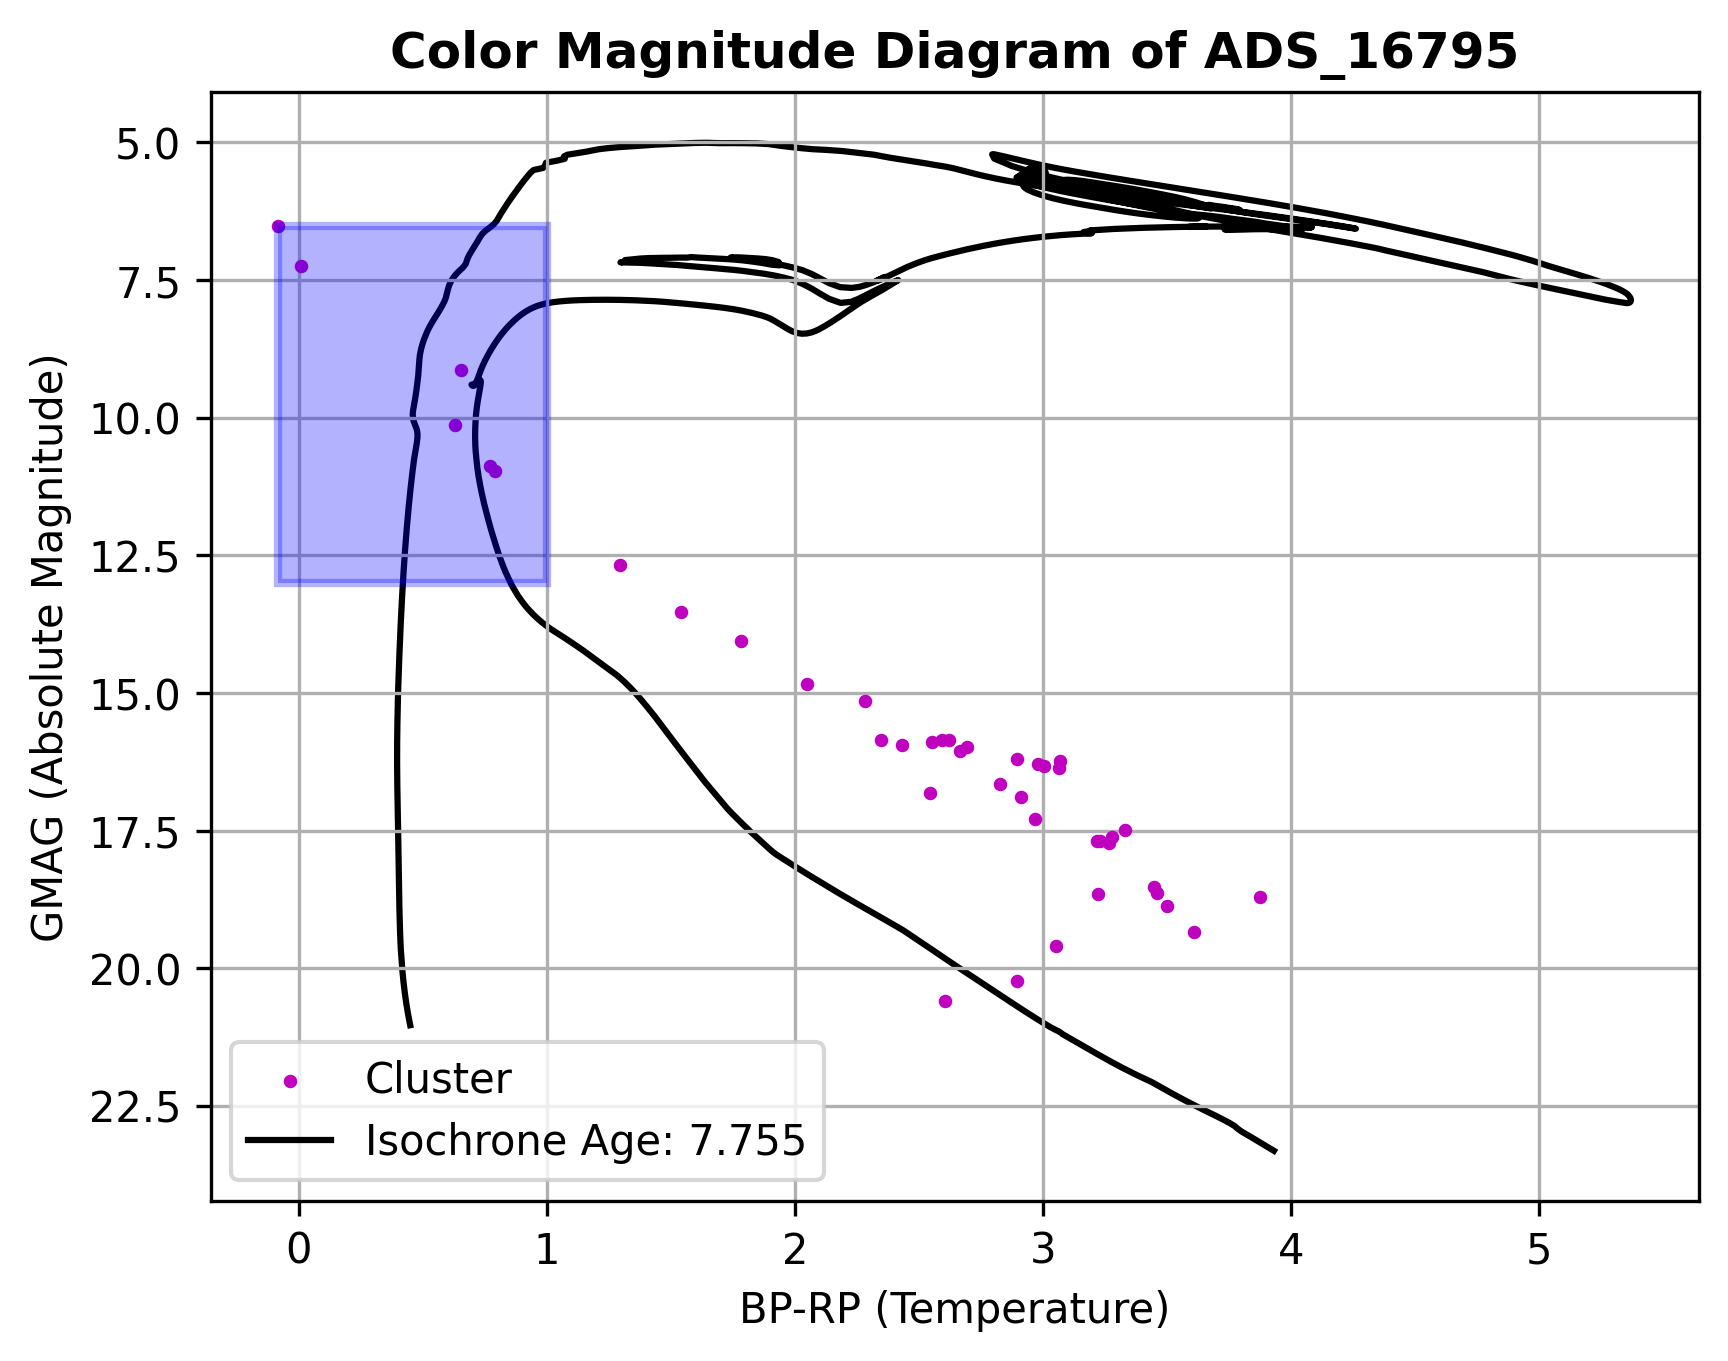 Color Magnitude Diagram of ADS_16795
GMAG (Absolute Magnitude)
5.0
7.5
10.0
12.5
15.0
17.5
20.0
22.5
Cluster
Isochrone Age: 7.755
0 1 2 3 4 5
BP-RP (Temperature)